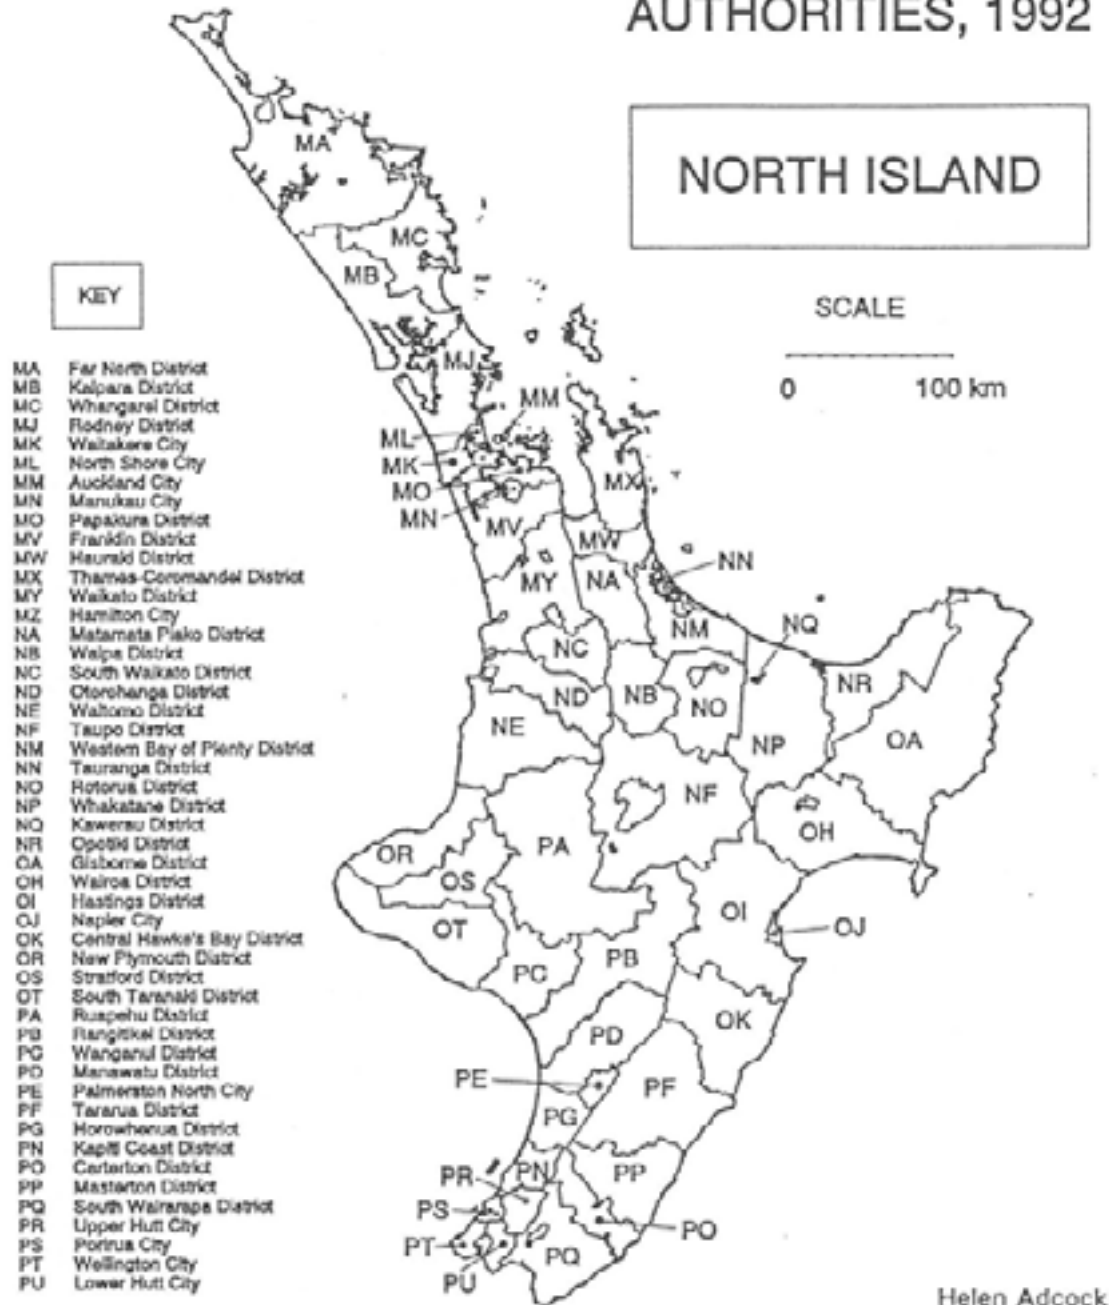 AUTHORITIES, 1992
NORTH ISLAND
SCALE
0 100 km
KEY
MA Far North District
MB Kaipara District
MC Whangarei District
MJ Rodney District
MK Waitakere City
ML North Shore City
MM Auckland City
MN Manukau City
MO Papakura District
MV Franklin District
MW Hauraki District
MX Thames-Coromandel District
MY Waikato District
MZ Hamilton City
NA Matamata Piako District
NB Waipa District
NC South Waikato District
ND Otorohanga District
NE Waitomo District
NF Taupo District
NM Western Bay of Plenty District
NN Tauranga District
NO Rotorua District
NP Whakatane District
NQ Kawerau District
NR Opotiki District
OA Gisborne District
OH Wairoa District
OI Hastings District
OJ Napier City
OK Central Hawke's Bay District
OR New Plymouth District
OS Stratford District
OT South Taranaki District
PA Ruapehu District
PB Rangitikei District
PC Wanganui District
PD Manawatu District
PE Palmerston North City
PF Tararua District
PG Horowhenua District
PN Kapiti Coast District
PO Carterton District
PP Masterton District
PQ South Wairarapa District
PR Upper Hutt City
PS Porirua City
PT Wellington City
PU Lower Hutt City
MA
MC
MB
MJ
MM
ML
MK
MO
MN
MX
MV
MW
NN
MY
NA
NM
NQ
NC
NR
ND
NB
NO
NE
NP
OA
NF
OH
PA
OR
OS
OI
OT
OJ
PB
PC
OK
PD
PE
PF
PG
PN
PP
PR
PS
PO
PT
PQ
PU
Helen Adcock